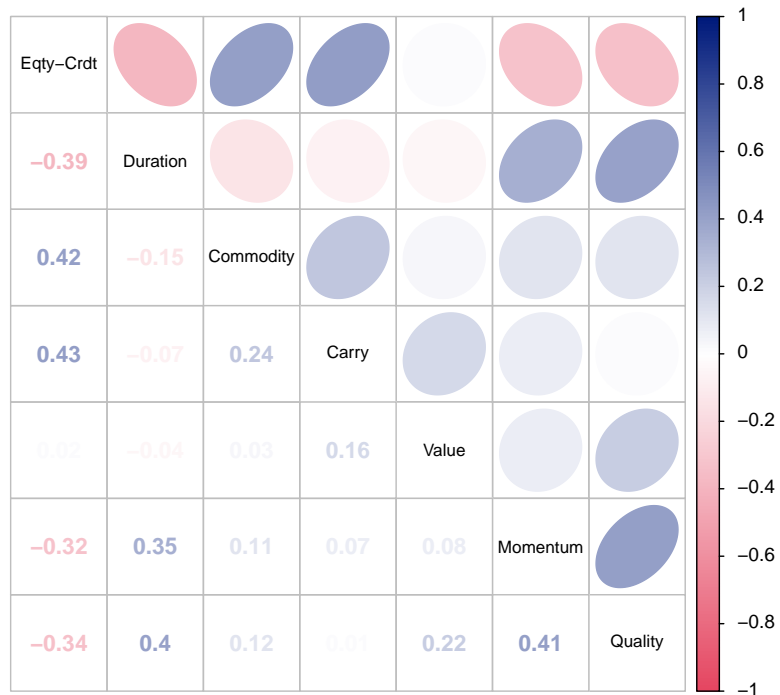 Eqty−Crdt
−0.39 Duration
0.42 −0.15 Commodity
0.43 −0.07 0.24 Carry
0.02 −0.04 0.03 0.16 Value
−0.32 0.35 0.11 0.07 0.08 Momentum
−0.34 0.4 0.12 0.01 0.22 0.41 Quality
1
0.8
0.6
0.4
0.2
0
−0.2
−0.4
−0.6
−0.8
−1